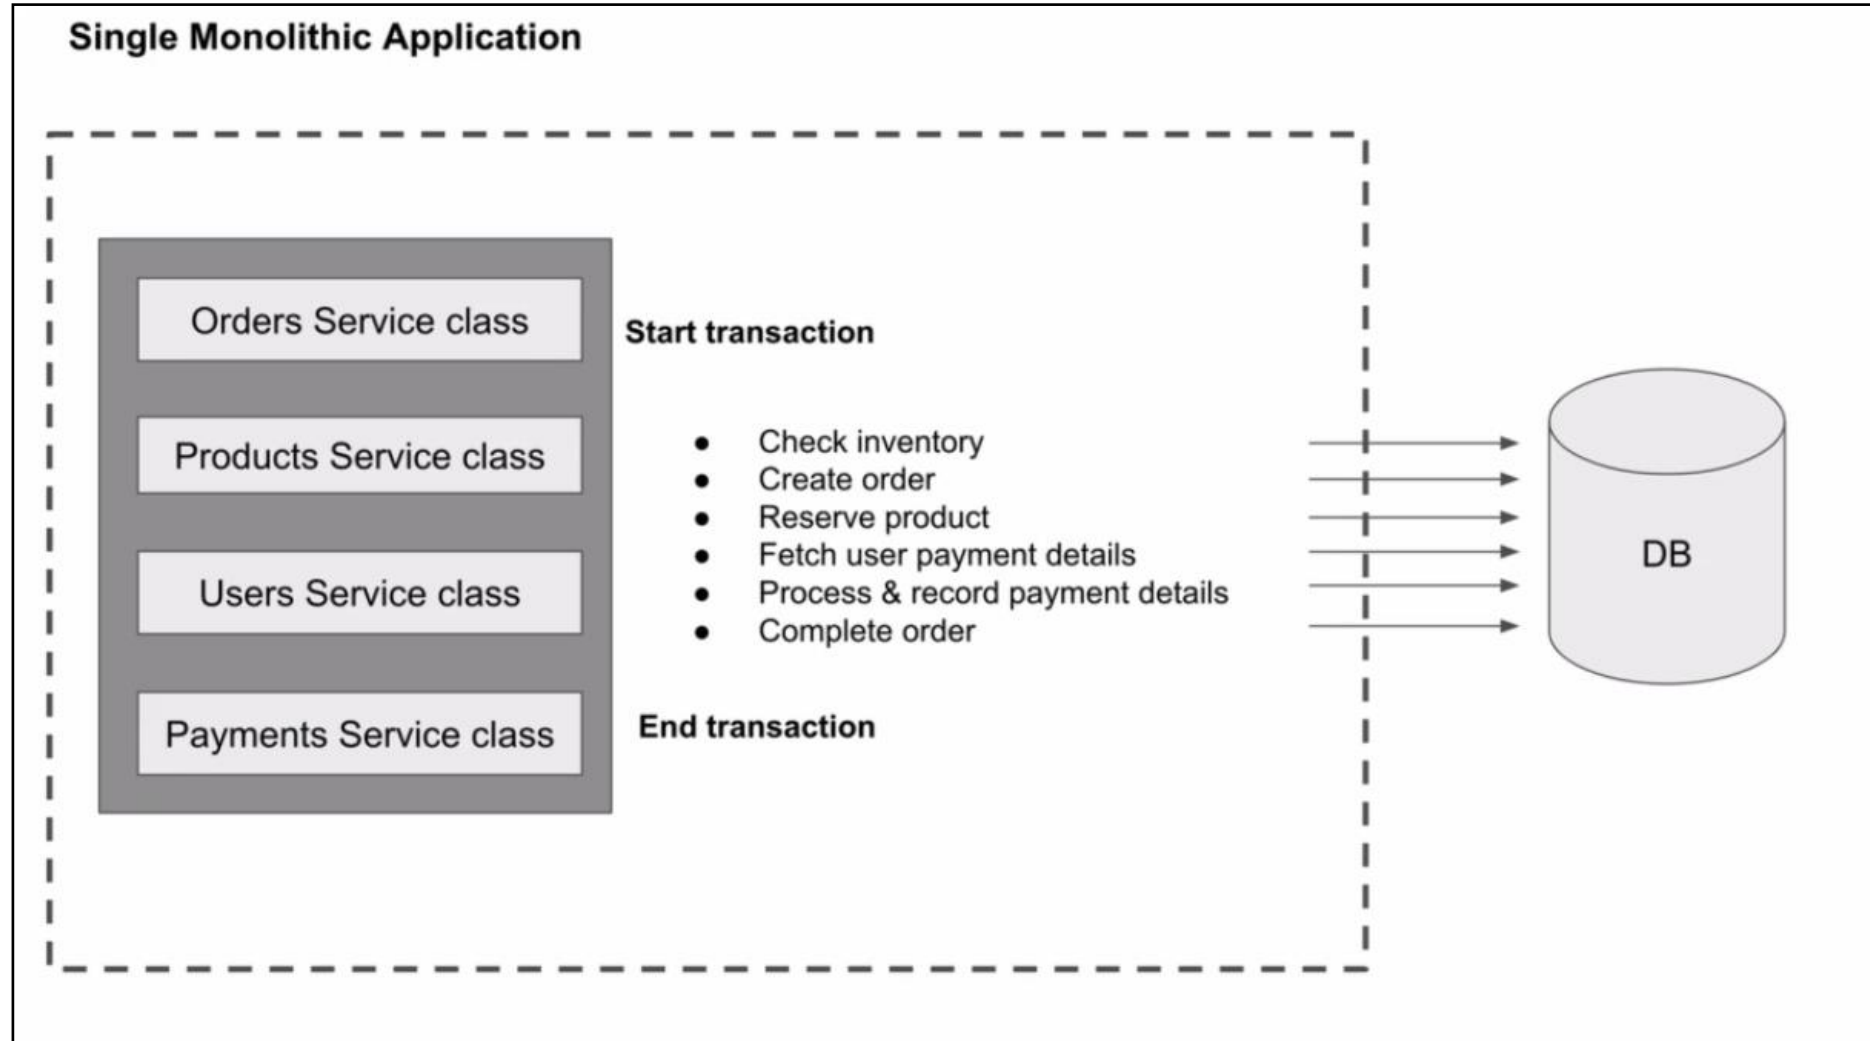 Single Monolithic Application
Orders Service class
Products Service class
Users Service class
Payments Service class
Start transaction
● Check inventory
● Create order
● Reserve product
● Fetch user payment details
● Process & record payment details
● Complete order
End transaction
DB